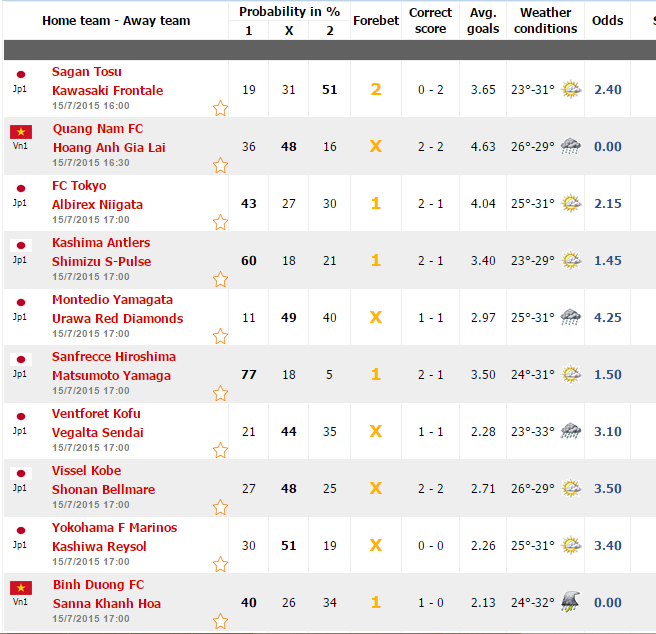 Home team - Away team Probability in % Forebet Correct score Avg. goals Weather conditions Odds S
1 X 2
Sagan Tosu
Jp1 Kawasaki Frontale 19 31 51 2 0 - 2 3.65 23°-31° 2.40
15/7/2015 16:00
Quang Nam FC
Vn1 Hoang Anh Gia Lai 36 48 16 X 2 - 2 4.63 26°-29° 0.00
15/7/2015 16:30
FC Tokyo
Jp1 Albirex Niigata 43 27 30 1 2 - 1 4.04 25°-31° 2.15
15/7/2015 17:00
Kashima Antlers
Jp1 Shimizu S-Pulse 60 18 21 1 2 - 1 3.40 23°-29° 1.45
15/7/2015 17:00
Montedio Yamagata
Jp1 Urawa Red Diamonds 11 49 40 X 1 - 1 2.97 25°-31° 4.25
15/7/2015 17:00
Sanfrecce Hiroshima
Jp1 Matsumoto Yamaga 77 18 5 1 2 - 1 3.50 24°-31° 1.50
15/7/2015 17:00
Ventforet Kofu
Jp1 Vegalta Sendai 21 44 35 X 1 - 1 2.28 23°-33° 3.10
15/7/2015 17:00
Vissel Kobe
Jp1 Shonan Bellmare 27 48 25 X 2 - 2 2.71 26°-29° 3.50
15/7/2015 17:00
Yokohama F Marinos
Jp1 Kashiwa Reysol 30 51 19 X 0 - 0 2.26 25°-31° 3.40
15/7/2015 17:00
Binh Duong FC
Vn1 Sanna Khanh Hoa 40 26 34 1 1 - 0 2.13 24°-32° 0.00
15/7/2015 17:00